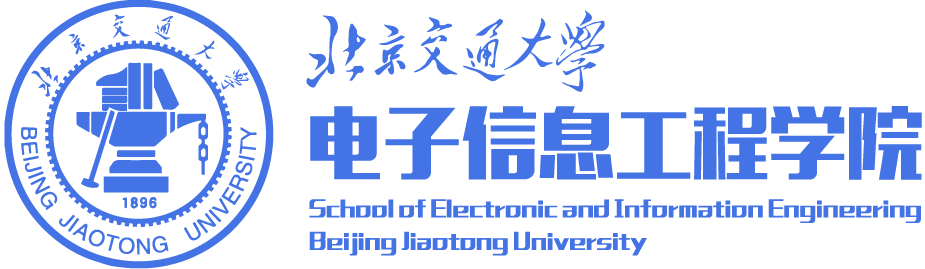 北京交通大學
BEIJING JIAOTONG UNIVERSITY
1896
北京交通大學
电子信息工程学院
School of Electronic and Information Engineering
Beijing Jiaotong University